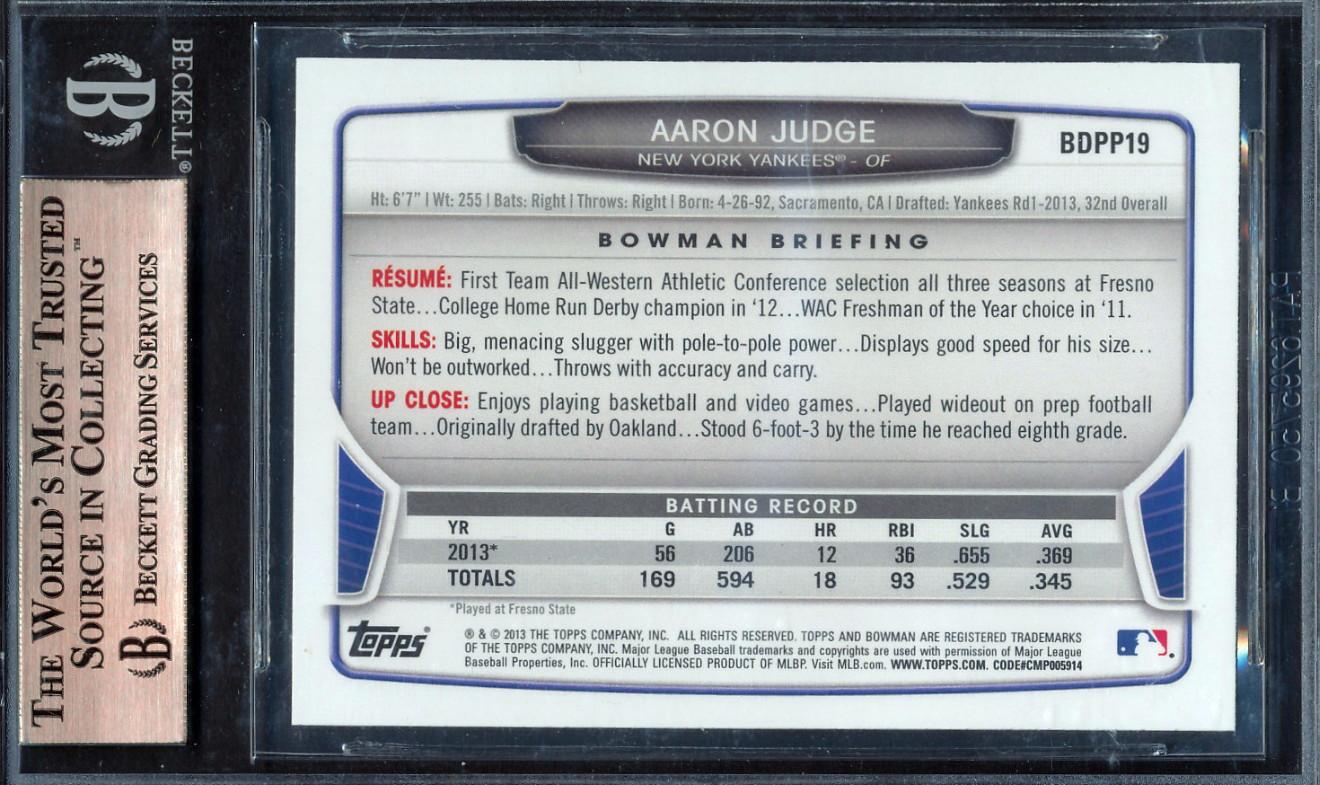 BECKETT®
B
THE WORLD'S MOST TRUSTED
SOURCE IN COLLECTING™
B BECKETT GRADING SERVICES
AARON JUDGE
NEW YORK YANKEES® - OF
BDPP19
Ht: 6'7" | Wt: 255 | Bats: Right | Throws: Right | Born: 4-26-92, Sacramento, CA | Drafted: Yankees Rd1-2013, 32nd Overall
BOWMAN BRIEFING
RÉSUMÉ: First Team All-Western Athletic Conference selection all three seasons at Fresno
State...College Home Run Derby champion in '12...WAC Freshman of the Year choice in '11.
SKILLS: Big, menacing slugger with pole-to-pole power...Displays good speed for his size...
Won't be outworked...Throws with accuracy and carry.
UP CLOSE: Enjoys playing basketball and video games...Played wideout on prep football
team...Originally drafted by Oakland...Stood 6-foot-3 by the time he reached eighth grade.
BATTING RECORD
YR G AB HR RBI SLG AVG
2013* 56 206 12 36 .655 .369
TOTALS 169 594 18 93 .529 .345
*Played at Fresno State
topps®
® & © 2013 THE TOPPS COMPANY, INC. ALL RIGHTS RESERVED. TOPPS AND BOWMAN ARE REGISTERED TRADEMARKS
OF THE TOPPS COMPANY, INC. Major League Baseball trademarks and copyrights are used with permission of Major League
Baseball Properties, Inc. OFFICIALLY LICENSED PRODUCT OF MLBP. Visit MLB.com. WWW.TOPPS.COM. CODE#CMP005914